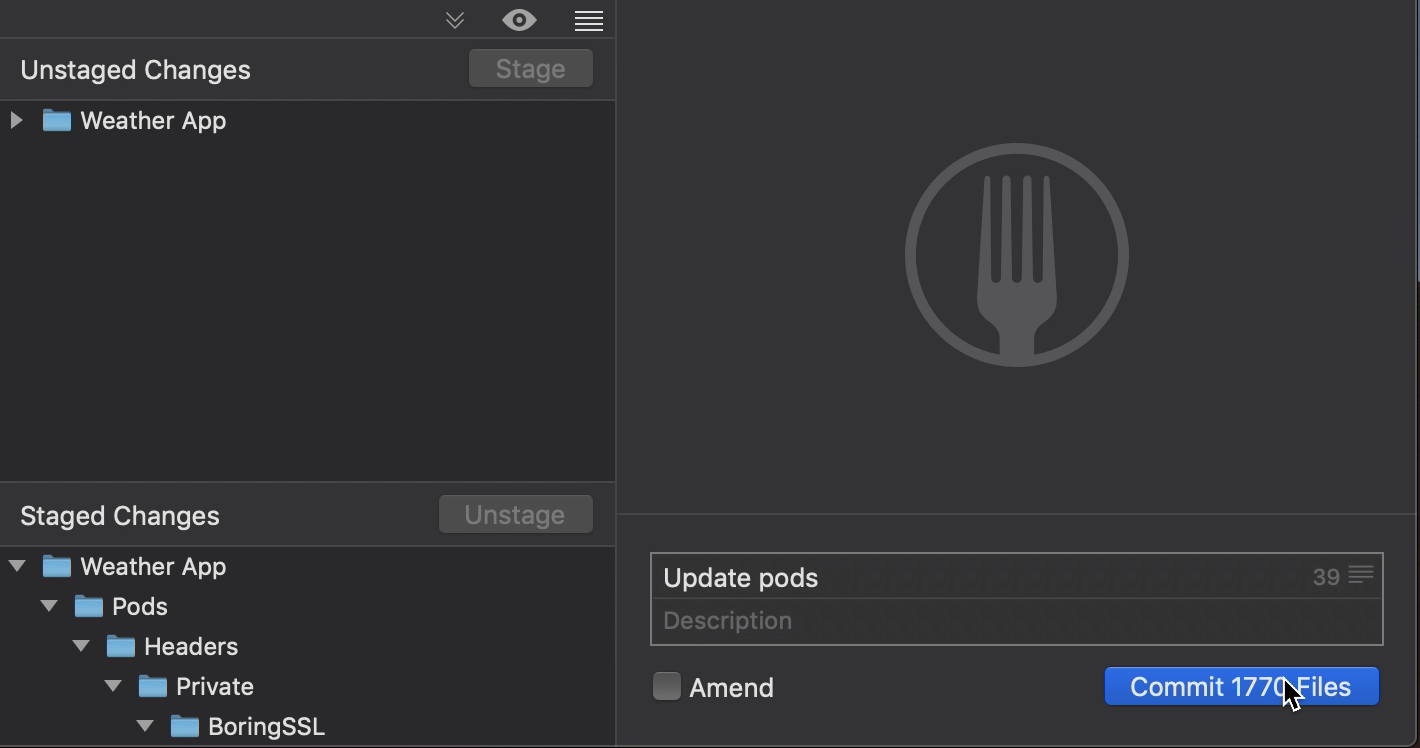 Unstaged Changes
Stage
Weather App
Staged Changes
Unstage
Weather App
Pods
Headers
Private
BoringSSL
Update pods
39
Description
Amend
Commit 1770 Files